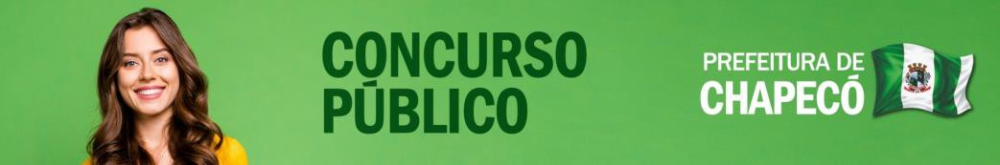 CONCURSO
PÚBLICO
PREFEITURA DE
CHAPECÓ